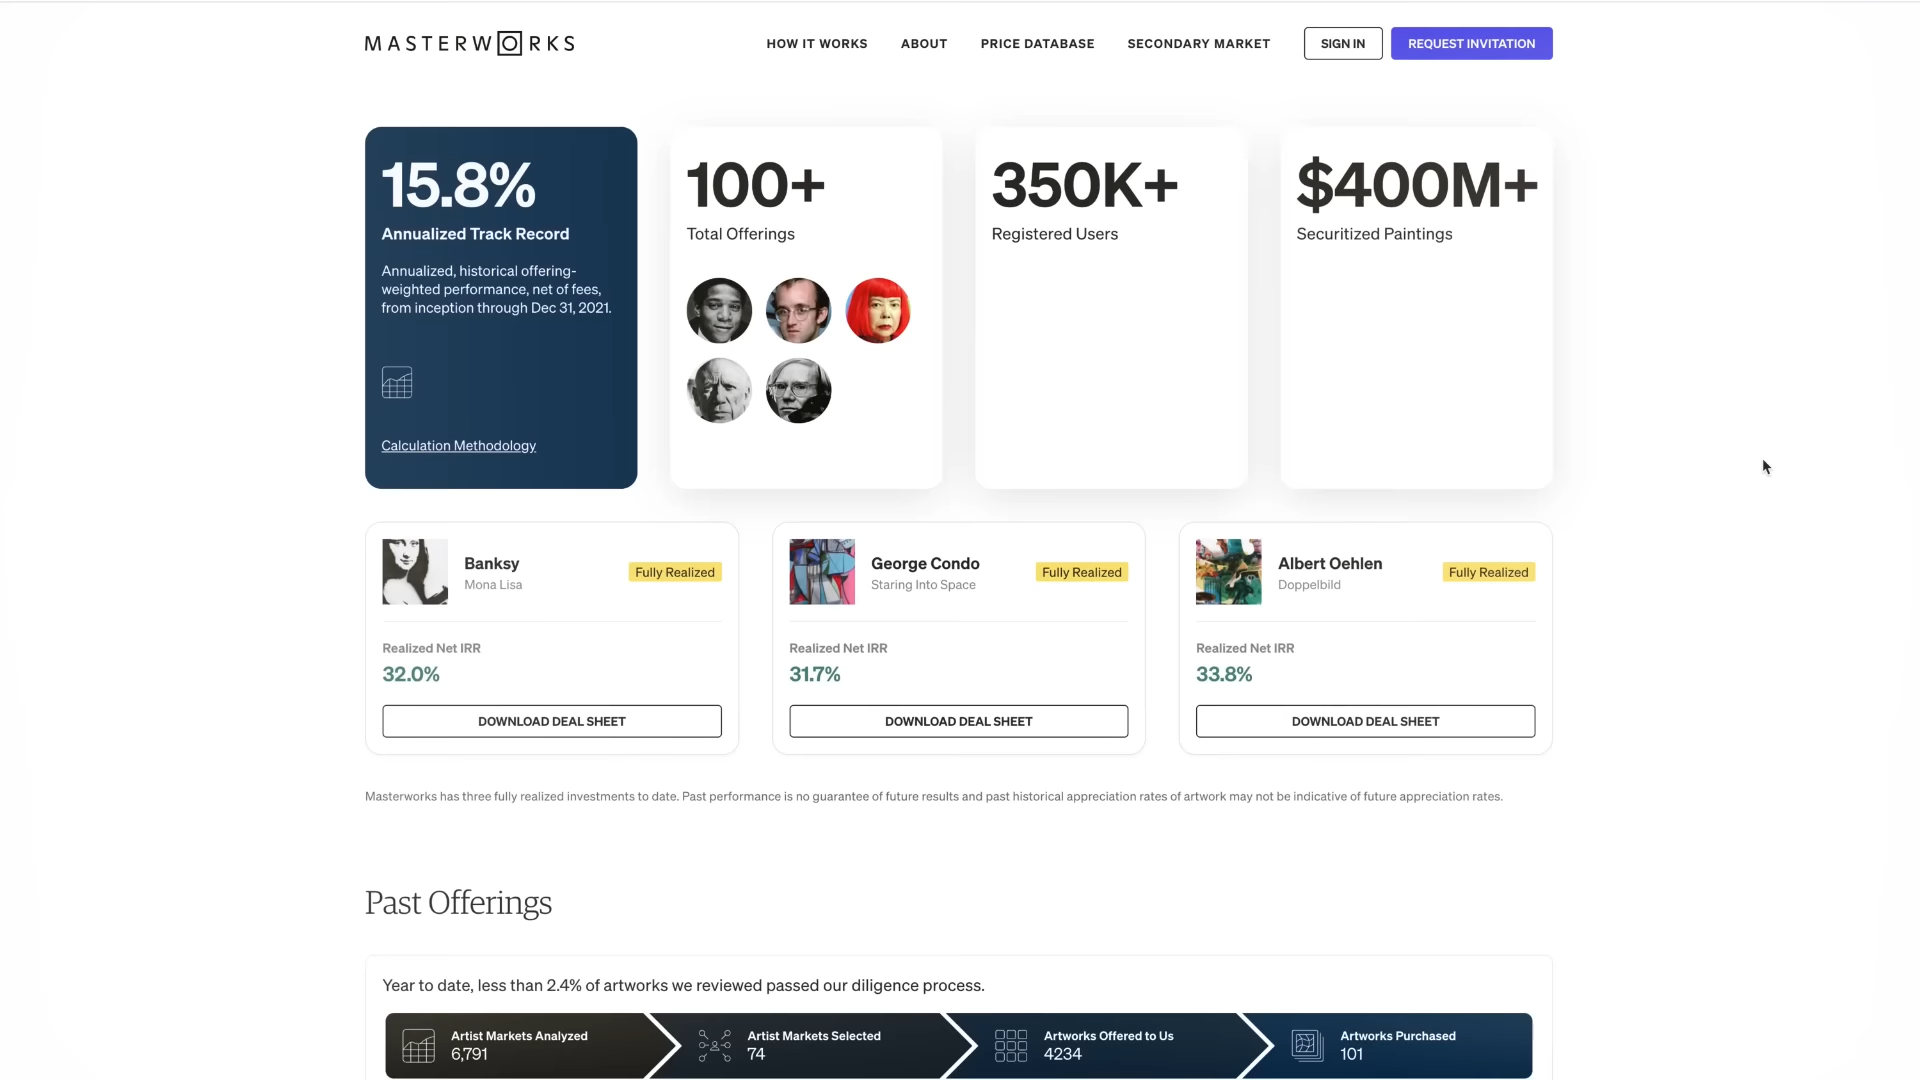 MASTERWORKS
HOW IT WORKS
ABOUT
PRICE DATABASE
SECONDARY MARKET
SIGN IN
REQUEST INVITATION
15.8%
Annualized Track Record
Annualized, historical offering-
weighted performance, net of fees,
from inception through Dec 31, 2021.
Calculation Methodology
100+
Total Offerings
350K+
Registered Users
$400M+
Securitized Paintings
Banksy
Mona Lisa
Fully Realized
Realized Net IRR
32.0%
DOWNLOAD DEAL SHEET
George Condo
Staring Into Space
Fully Realized
Realized Net IRR
31.7%
DOWNLOAD DEAL SHEET
Albert Oehlen
Doppelbild
Fully Realized
Realized Net IRR
33.8%
DOWNLOAD DEAL SHEET
Masterworks has three fully realized investments to date. Past performance is no guarantee of future results and past historical appreciation rates of artwork may not be indicative of future appreciation rates.
Past Offerings
Year to date, less than 2.4% of artworks we reviewed passed our diligence process.
Artist Markets Analyzed
6,791
Artist Markets Selected
74
Artworks Offered to Us
4234
Artworks Purchased
101